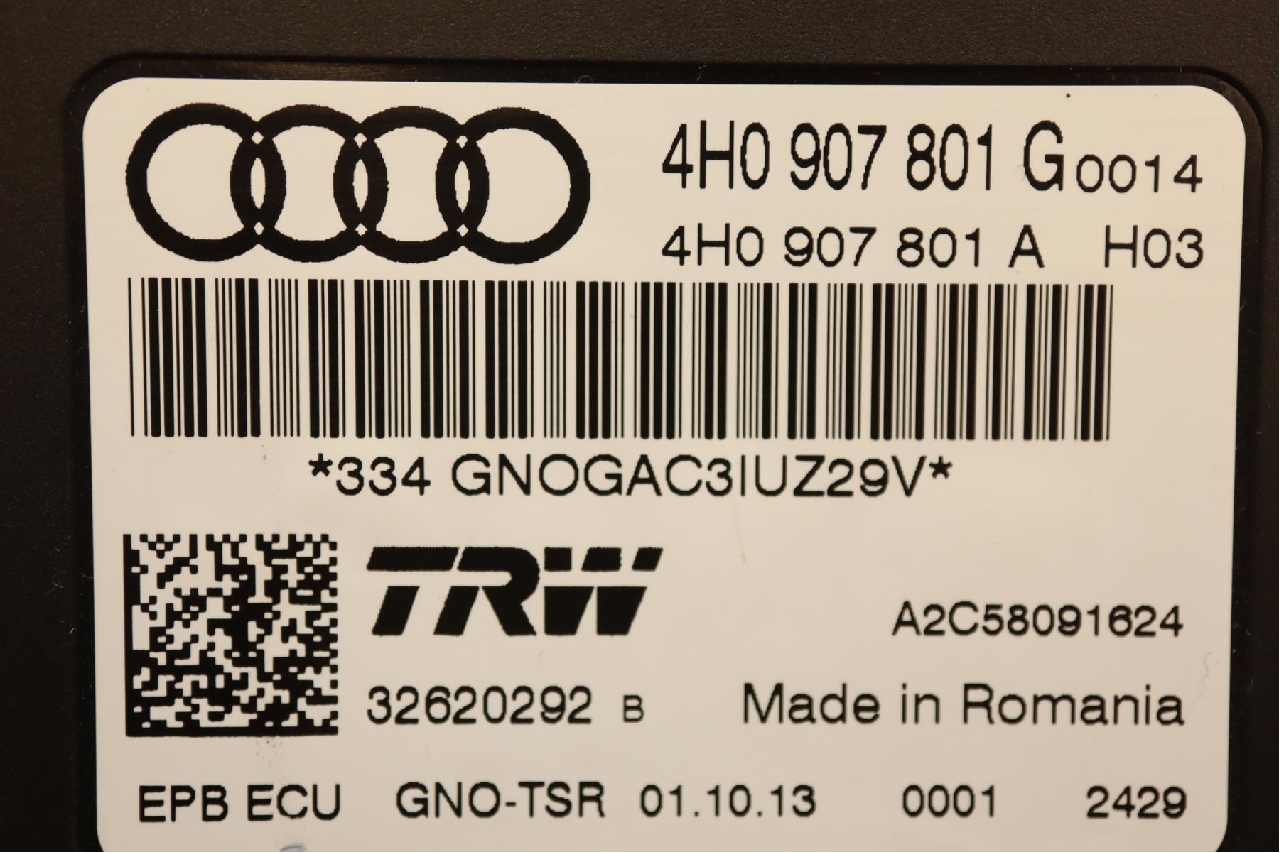 4H0 907 801 G 0014
4H0 907 801 A H03
*334 GNOGAC3IUZ29V*
TRW
A2C58091624
32620292 B Made in Romania
EPB ECU GNO-TSR 01.10.13 0001 2429